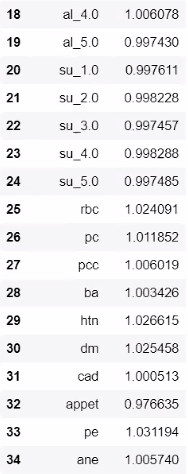 18 al_4.0 1.006078
19 al_5.0 0.997430
20 su_1.0 0.997611
21 su_2.0 0.998228
22 su_3.0 0.997457
23 su_4.0 0.998288
24 su_5.0 0.997485
25 rbc 1.024091
26 pc 1.011852
27 pcc 1.006019
28 ba 1.003426
29 htn 1.026615
30 dm 1.025458
31 cad 1.000513
32 appet 0.976635
33 pe 1.031194
34 ane 1.005740